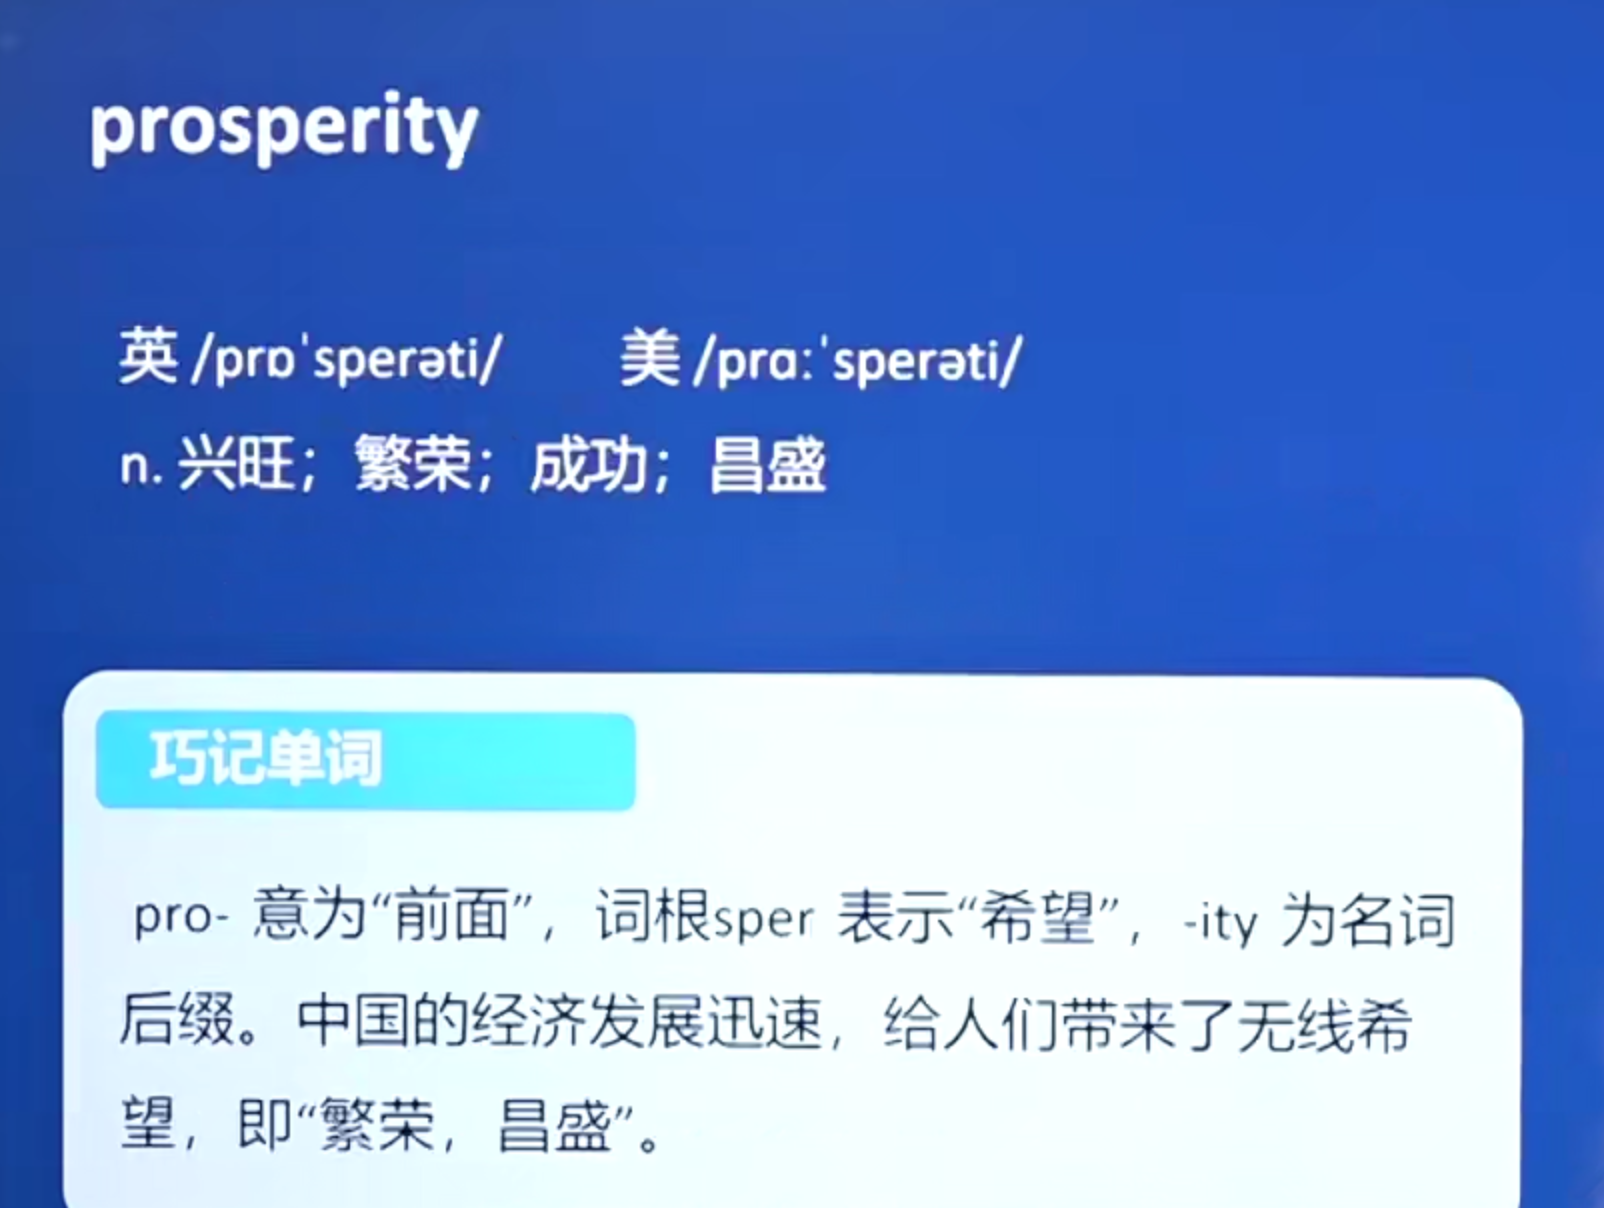 prosperity
英 /prɒˈsperəti/ 美 /prɑːˈsperəti/
n. 兴旺；繁荣；成功；昌盛
巧记单词
pro- 意为“前面”，词根sper 表示“希望”，-ity 为名词
后缀。中国的经济发展迅速，给人们带来了无线希
望，即“繁荣，昌盛”。